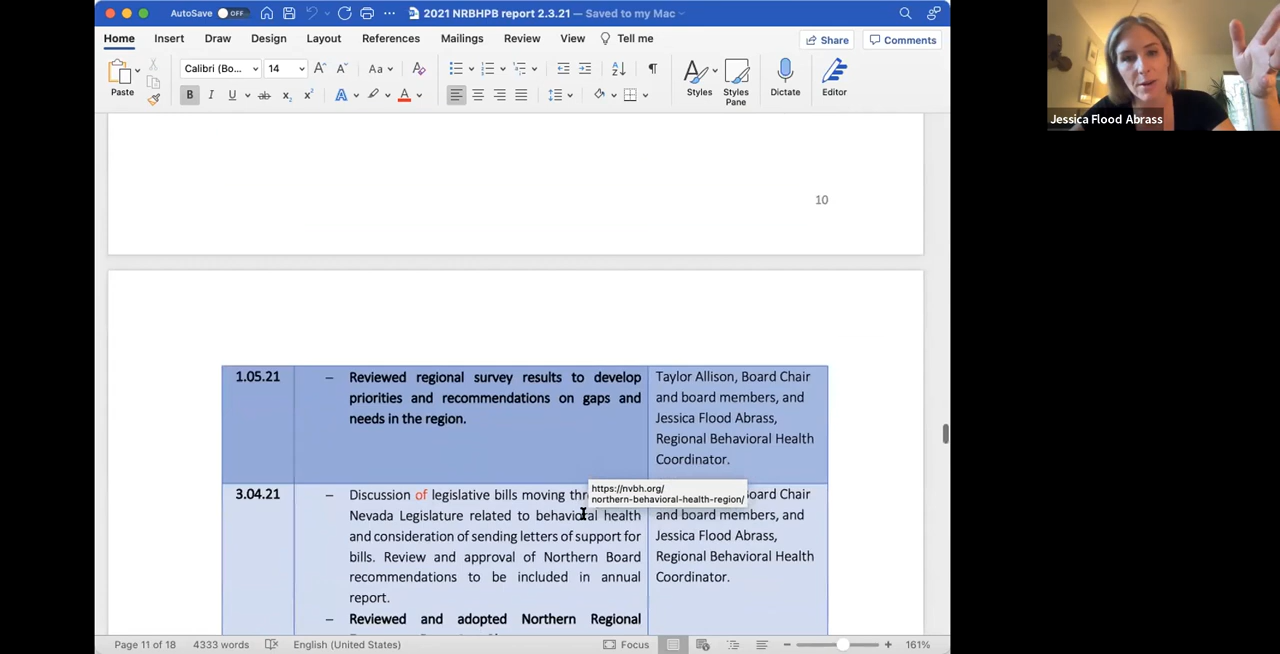 AutoSave OFF 2021 NRBHPB report 2.3.21 — Saved to my Mac
Home Insert Draw Design Layout References Mailings Review View Tell me Share Comments
Paste Calibri (Bo... 14 Aa Styles Styles Pane Dictate Editor
Jessica Flood Abrass
10
1.05.21
– Reviewed regional survey results to develop
priorities and recommendations on gaps and
needs in the region.
Taylor Allison, Board Chair
and board members, and
Jessica Flood Abrass,
Regional Behavioral Health
Coordinator.
3.04.21
– Discussion of legislative bills moving
Nevada Legislature related to behavioral health
and consideration of sending letters of support for
bills. Review and approval of Northern Board
recommendations to be included in annual
report.
– Reviewed and adopted Northern Regional
https://nvbh.org/
northern-behavioral-health-region/
Board Chair
and board members, and
Jessica Flood Abrass,
Regional Behavioral Health
Coordinator.
Page 11 of 18 4333 words English (United States) Focus 161%